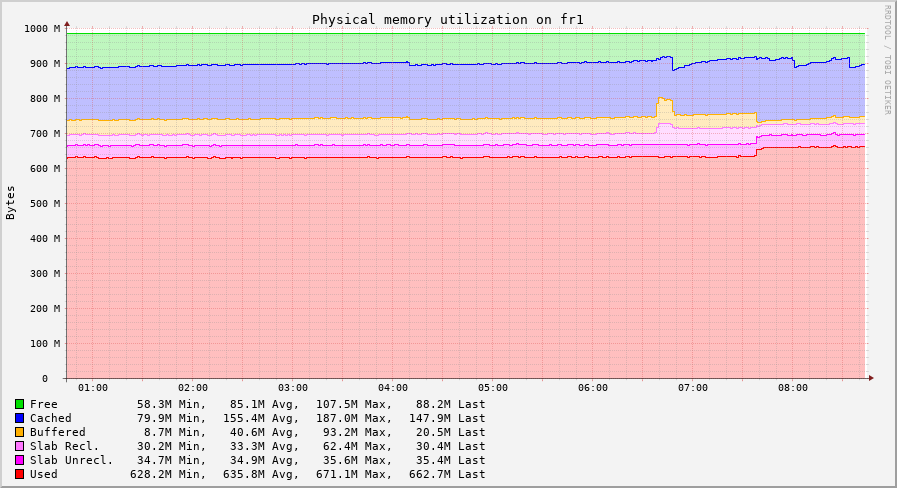 Physical memory utilization on fr1
RRDTOOL / TOBI OETIKER
Bytes
1000 M
900 M
800 M
700 M
600 M
500 M
400 M
300 M
200 M
100 M
0
01:00 02:00 03:00 04:00 05:00 06:00 07:00 08:00
Free 58.3M Min, 85.1M Avg, 107.5M Max, 88.2M Last
Cached 79.9M Min, 155.4M Avg, 187.0M Max, 147.9M Last
Buffered 8.7M Min, 40.6M Avg, 93.2M Max, 20.5M Last
Slab Recl. 30.2M Min, 33.3M Avg, 62.4M Max, 30.4M Last
Slab Unrecl. 34.7M Min, 34.9M Avg, 35.6M Max, 35.4M Last
Used 628.2M Min, 635.8M Avg, 671.1M Max, 662.7M Last